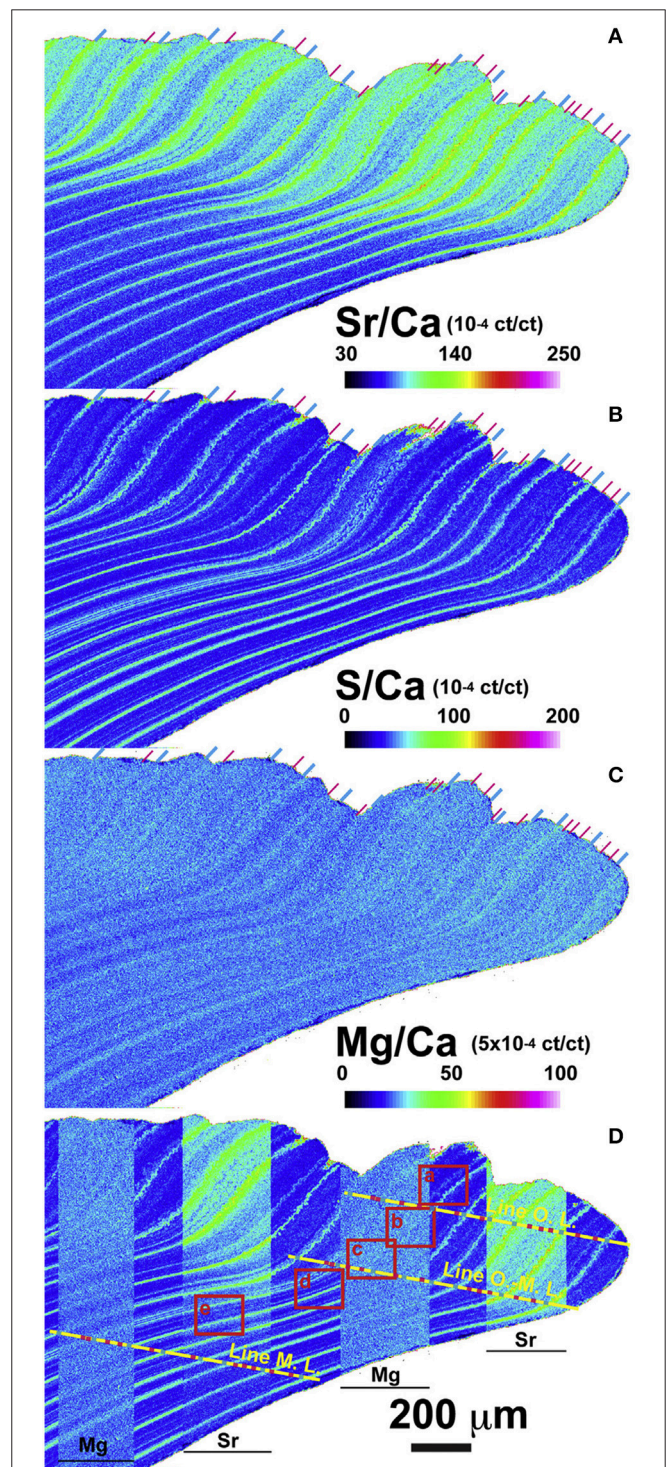 A
Sr/Ca (10-4 ct/ct)
30 140 250
B
S/Ca (10-4 ct/ct)
0 100 200
C
Mg/Ca (5x10-4 ct/ct)
0 50 100
D
a
Line O. L.
b
c
Line O.-M. L.
d
e
Line M. L.
Sr
Mg
200 μm
Mg
Sr